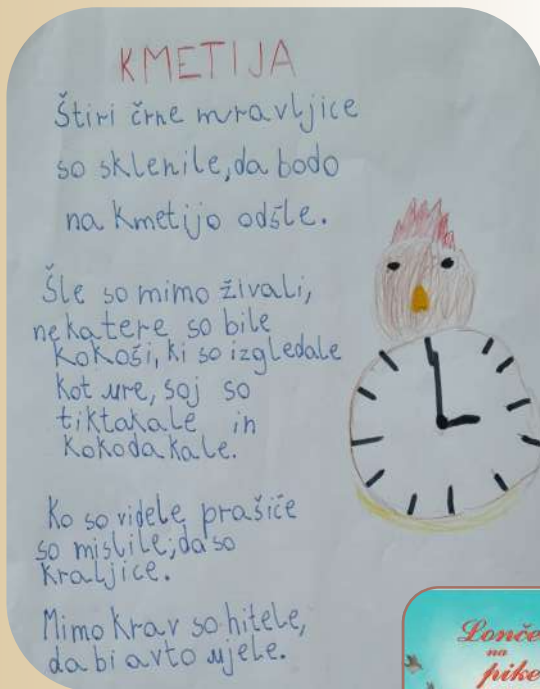 KMETIJA
Štiri črne mravljice
so sklenile, da bodo
na kmetijo odšle.
Šle so mimo živali,
nekatere so bile
kokoši, ki so izgledale
kot ure, saj so
tiktakale in
kokodakale.
Ko so videle prašiče
so mislile, da so
kraljice.
Mimo krav so hitele,
da bi avto ujele.
Lonče
na
pike